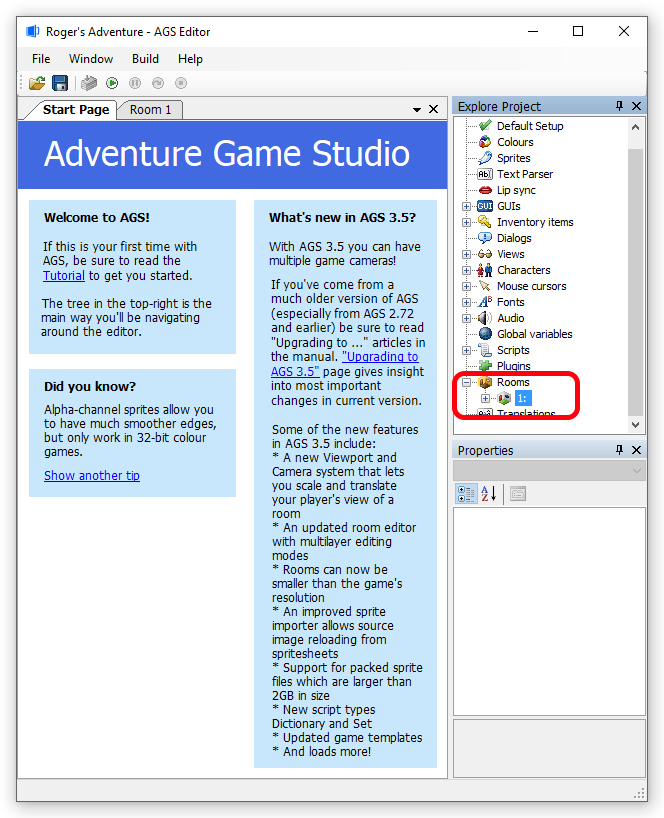 Roger's Adventure - AGS Editor
File Window Build Help
Start Page Room 1
Adventure Game Studio
Welcome to AGS!
If this is your first time with
AGS, be sure to read the
Tutorial to get you started.
The tree in the top-right is the
main way you'll be navigating
around the editor.
Did you know?
Alpha-channel sprites allow you
to have much smoother edges,
but only work in 32-bit colour
games.
Show another tip
What's new in AGS 3.5?
With AGS 3.5 you can have
multiple game cameras!
If you've come from a
much older version of AGS
(especially from AGS 2.72
and earlier) be sure to read
"Upgrading to ..." articles in
the manual. "Upgrading to
AGS 3.5" page gives insight
into most important
changes in current version.
Some of the new features
in AGS 3.5 include:
* A new Viewport and
Camera system that lets
you scale and translate
your player's view of a
room
* An updated room editor
with multilayer editing
modes
* Rooms can now be
smaller than the game's
resolution
* An improved sprite
importer allows source
image reloading from
spritesheets
* Support for packed sprite
files which are larger than
2GB in size
* New script types
Dictionary and Set
* Updated game templates
* And loads more!
Explore Project
Default Setup
Colours
Sprites
Ab Text Parser
Lip sync
GUI GUIs
Inventory items
Dialogs
Views
Characters
Mouse cursors
Fonts
Audio
Global variables
Scripts
Plugins
Rooms
1:
Translations
Properties